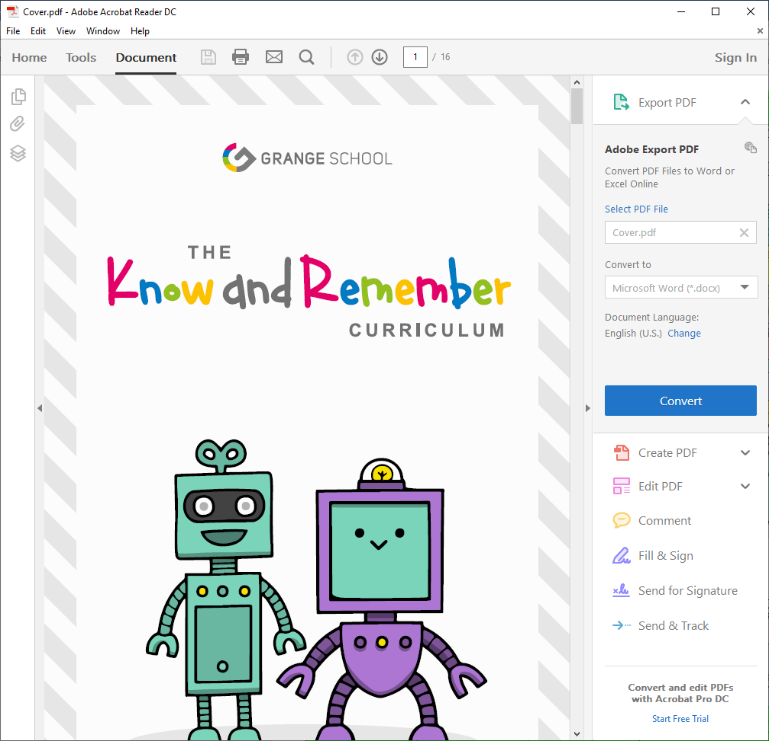 Cover.pdf - Adobe Acrobat Reader DC
File Edit View Window Help
Home Tools Document 1 / 16 Sign In
GRANGE SCHOOL
THE
Know and Remember
CURRICULUM
Export PDF
Adobe Export PDF
Convert PDF Files to Word or
Excel Online
Select PDF File
Cover.pdf
Convert to
Microsoft Word (*.docx)
Document Language:
English (U.S.) Change
Convert
Create PDF
Edit PDF
Comment
Fill & Sign
Send for Signature
Send & Track
Convert and edit PDFs
with Acrobat Pro DC
Start Free Trial